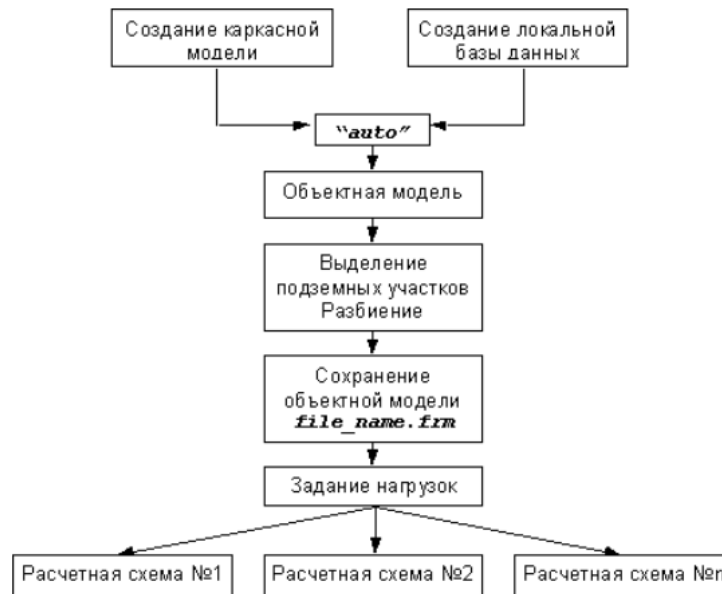 Создание каркасной
модели
Создание локальной
базы данных
“auto”
Объектная модель
Выделение
подземных участков
Разбиение
Сохранение
объектной модели
file_name.frm
Задание нагрузок
Расчетная схема №1
Расчетная схема №2
Расчетная схема №n